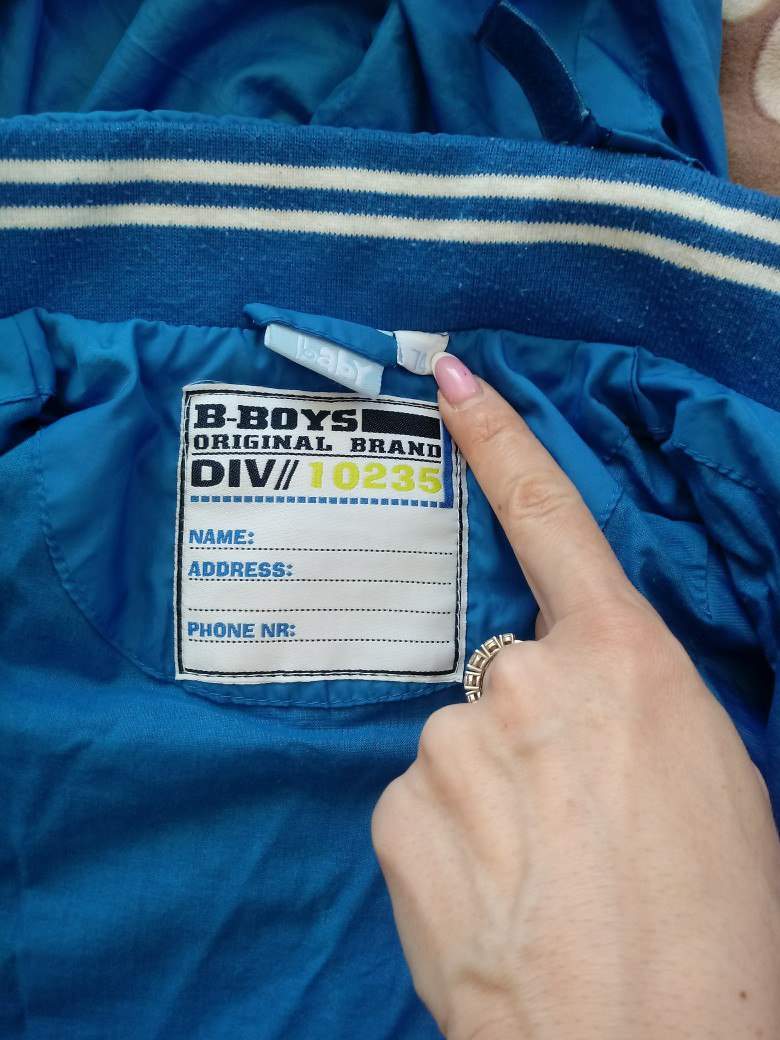 baby
B-BOYS
ORIGINAL BRAND
DIV// 10235
NAME:
ADDRESS:
PHONE NR: